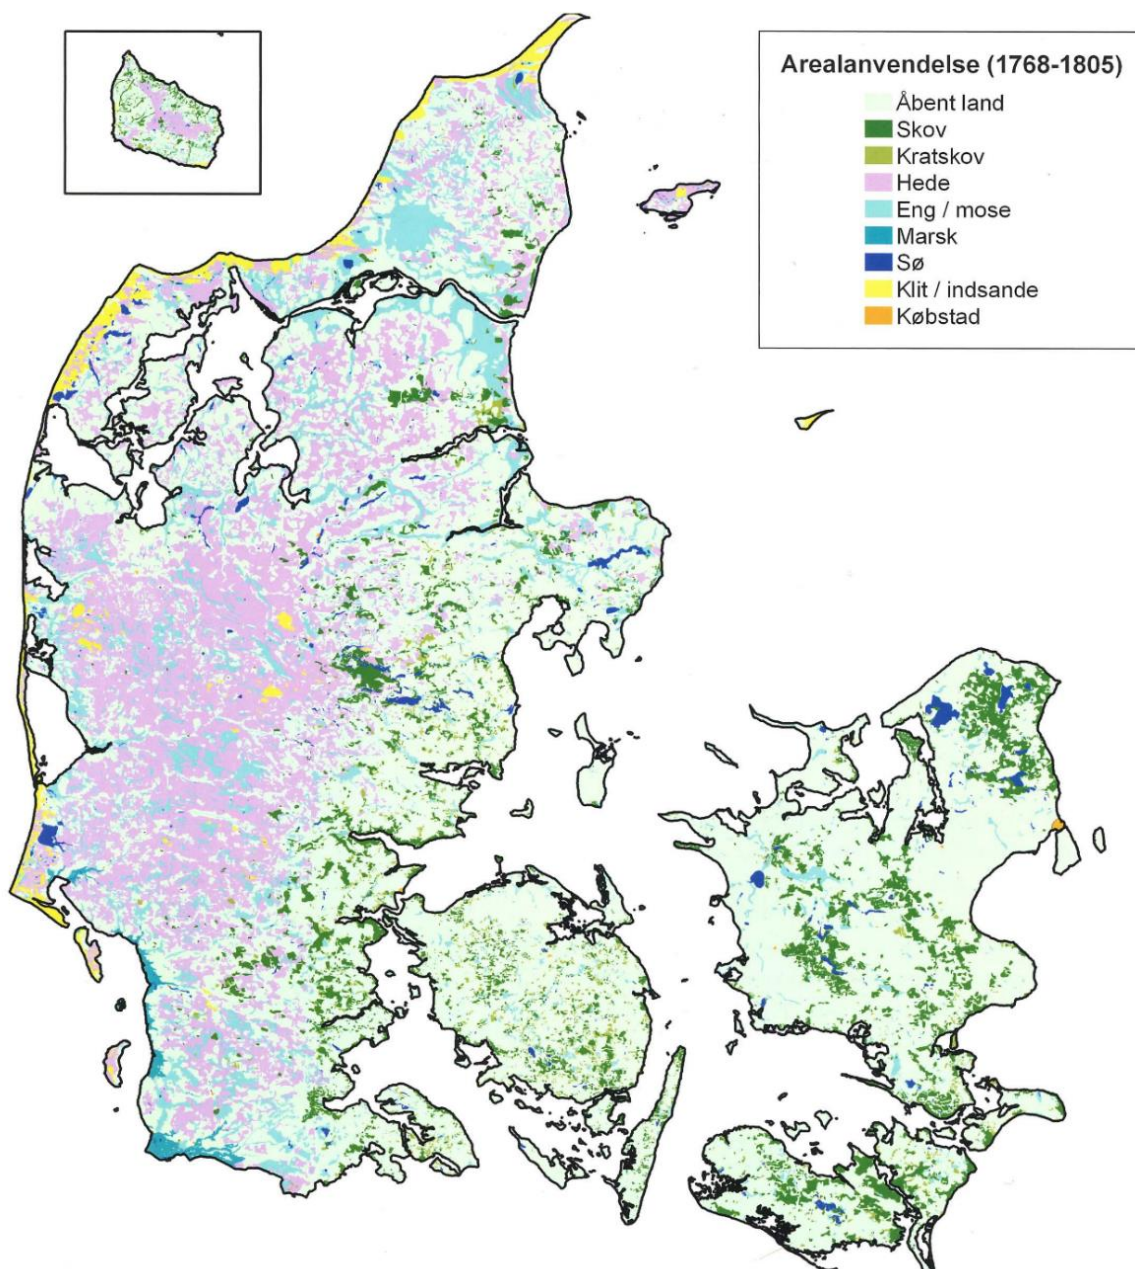 Arealanvendelse (1768-1805)
Åbent land
Skov
Kratskov
Hede
Eng / mose
Marsk
Sø
Klit / indsande
Købstad